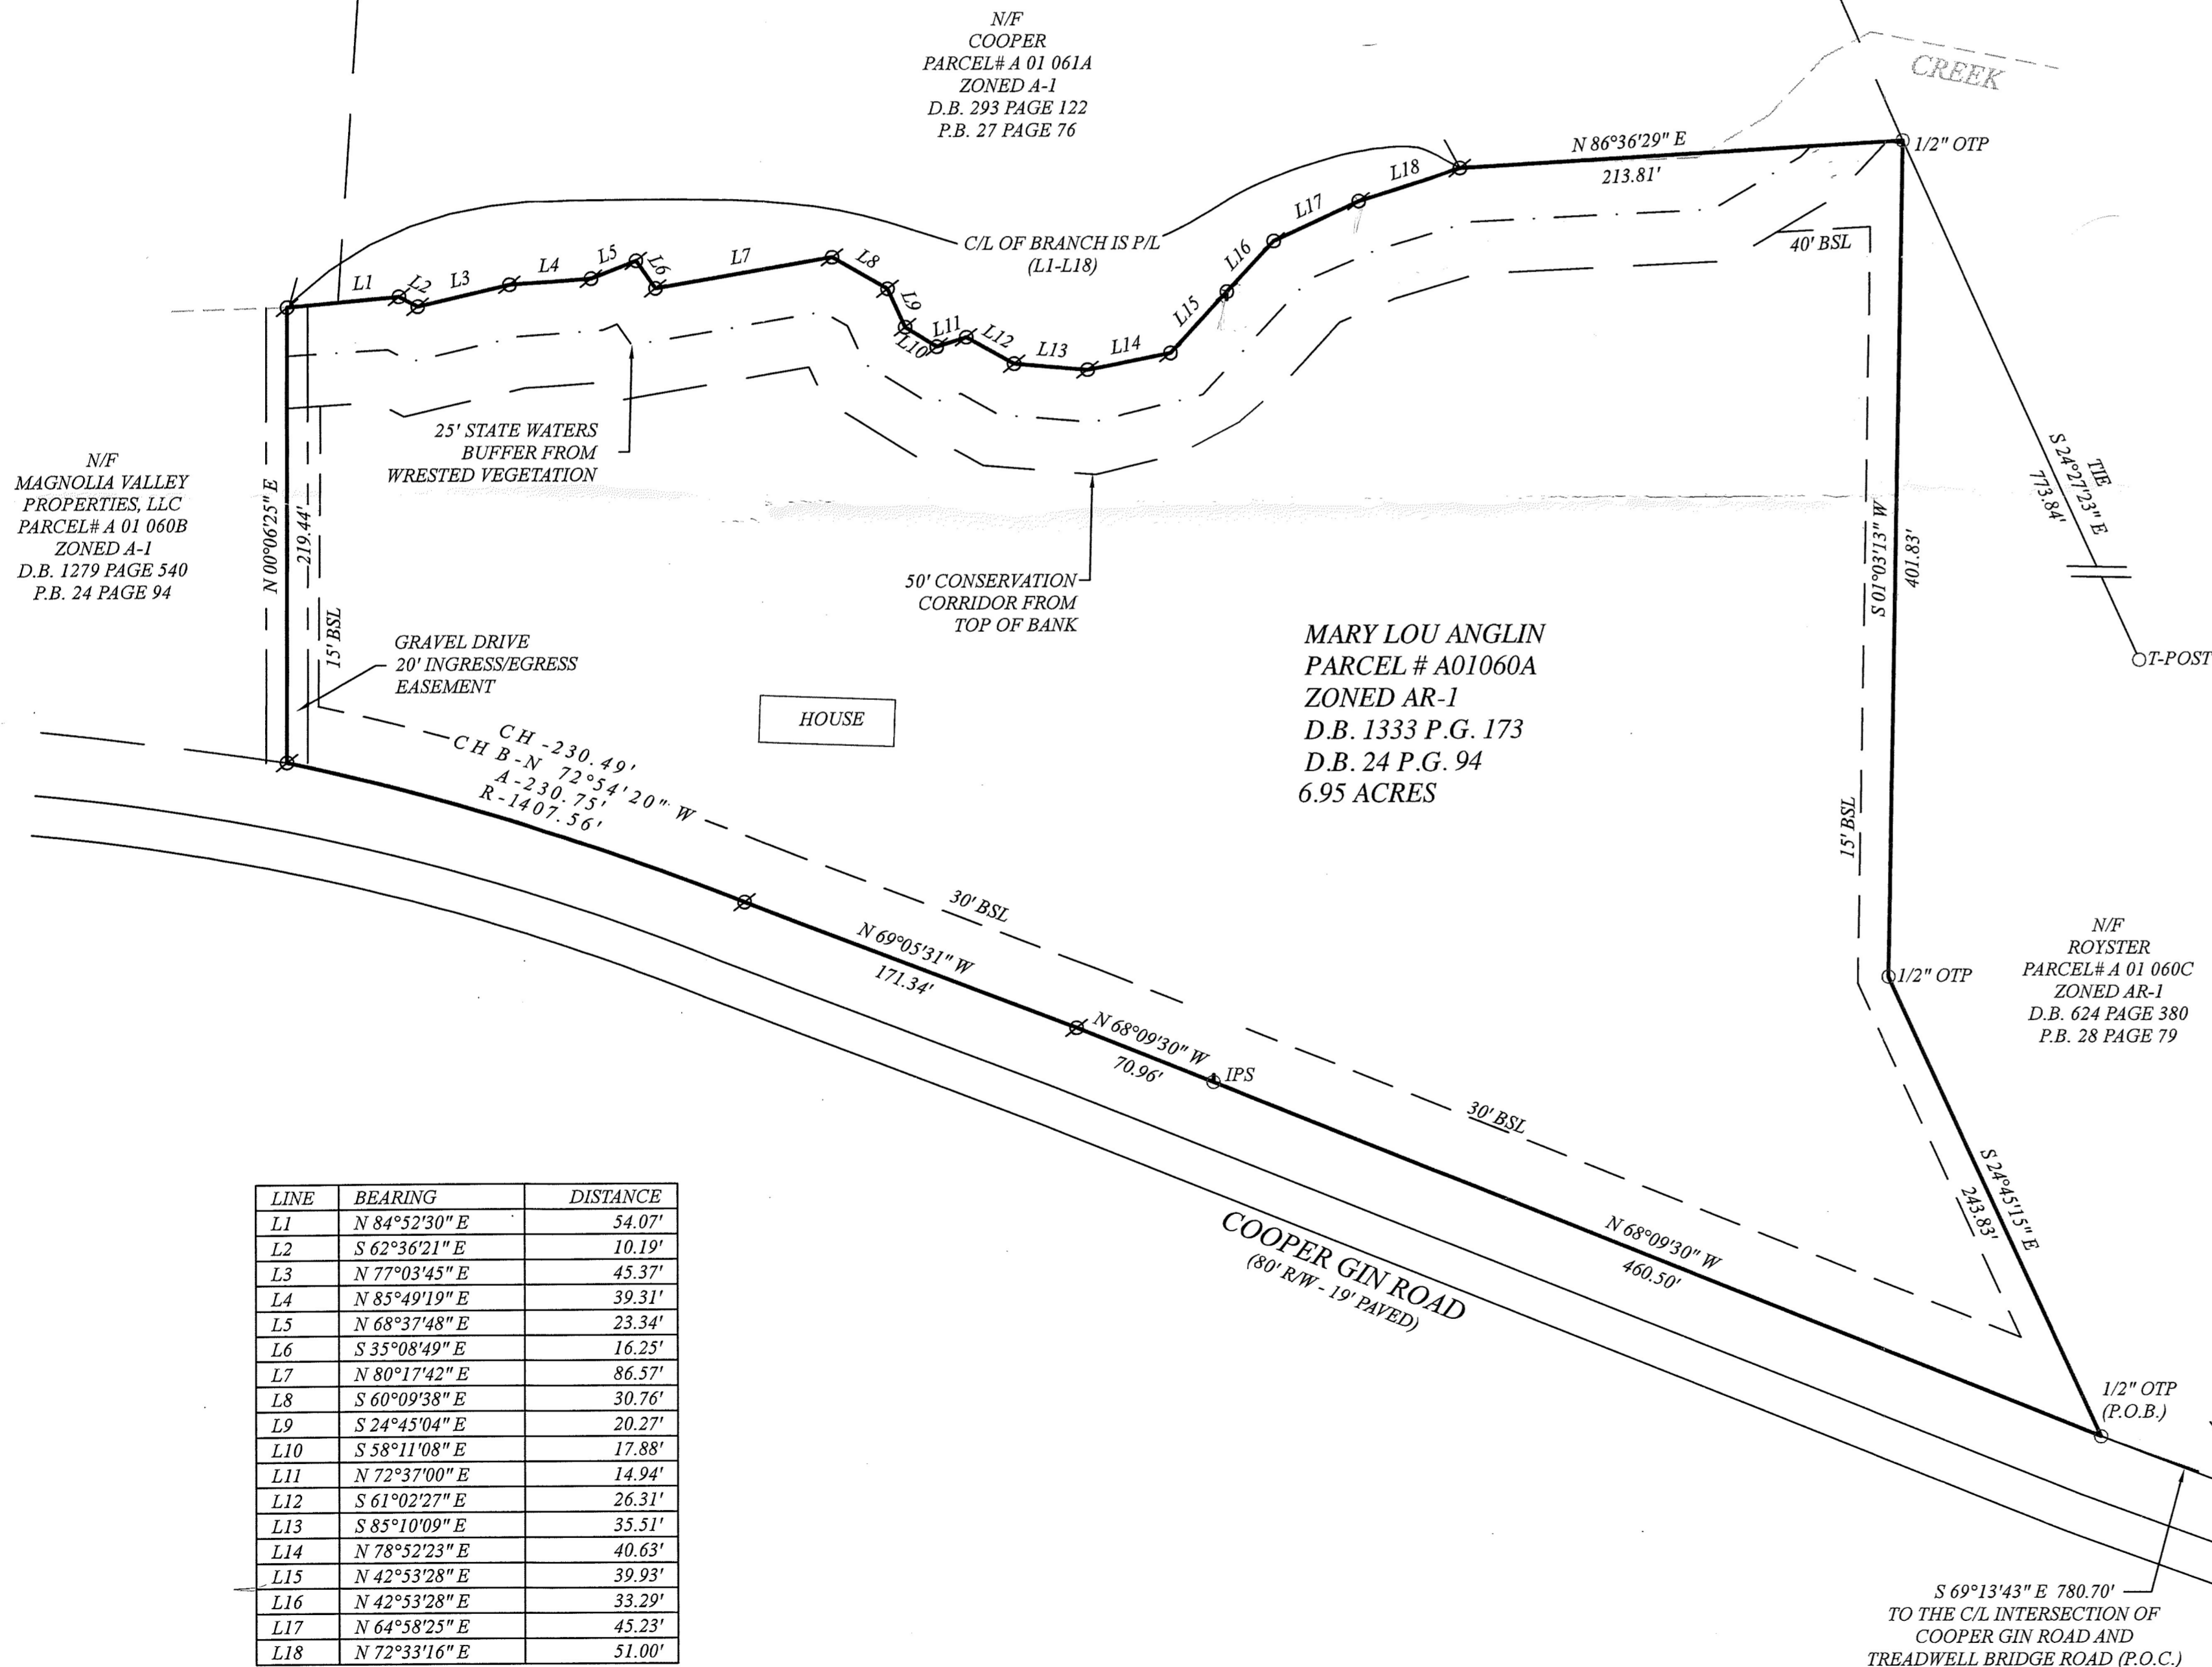 N/F
COOPER
PARCEL# A 01 061A
ZONED A-1
D.B. 293 PAGE 122
P.B. 27 PAGE 76
CREEK
N 86°36'29" E
213.81'
1/2" OTP
C/L OF BRANCH IS P/L
(L1-L18)
L1
L2
L3
L4
L5
L6
L7
L8
L9
L10
L11
L12
L13
L14
L15
L16
L17
L18
40' BSL
25' STATE WATERS
BUFFER FROM
WRESTED VEGETATION
N/F
MAGNOLIA VALLEY
PROPERTIES, LLC
PARCEL# A 01 060B
ZONED A-1
D.B. 1279 PAGE 540
P.B. 24 PAGE 94
N 00°06'25" E
219.44'
15' BSL
GRAVEL DRIVE
20' INGRESS/EGRESS
EASEMENT
50' CONSERVATION
CORRIDOR FROM
TOP OF BANK
HOUSE
MARY LOU ANGLIN
PARCEL # A01060A
ZONED AR-1
D.B. 1333 P.G. 173
D.B. 24 P.G. 94
6.95 ACRES
S 01°03'13" W
401.83'
15' BSL
TIE
S 24°27'23" E
773.84'
T-POST
CH -230.49'
CH B-N 72°54'20" W
A-230.75'
R-1407.56'
30' BSL
N 69°05'31" W
171.34'
N 68°09'30" W
70.96'
IPS
30' BSL
1/2" OTP
N/F
ROYSTER
PARCEL# A 01 060C
ZONED AR-1
D.B. 624 PAGE 380
P.B. 28 PAGE 79
S 24°45'15" E
243.83'
N 68°09'30" W
460.50'
COOPER GIN ROAD
(80' R/W - 19' PAVED)
1/2" OTP
(P.O.B.)
S 69°13'43" E 780.70'
TO THE C/L INTERSECTION OF
COOPER GIN ROAD AND
TREADWELL BRIDGE ROAD (P.O.C.)
LINE BEARING DISTANCE
L1 N 84°52'30" E 54.07'
L2 S 62°36'21" E 10.19'
L3 N 77°03'45" E 45.37'
L4 N 85°49'19" E 39.31'
L5 N 68°37'48" E 23.34'
L6 S 35°08'49" E 16.25'
L7 N 80°17'42" E 86.57'
L8 S 60°09'38" E 30.76'
L9 S 24°45'04" E 20.27'
L10 S 58°11'08" E 17.88'
L11 N 72°37'00" E 14.94'
L12 S 61°02'27" E 26.31'
L13 S 85°10'09" E 35.51'
L14 N 78°52'23" E 40.63'
L15 N 42°53'28" E 39.93'
L16 N 42°53'28" E 33.29'
L17 N 64°58'25" E 45.23'
L18 N 72°33'16" E 51.00'